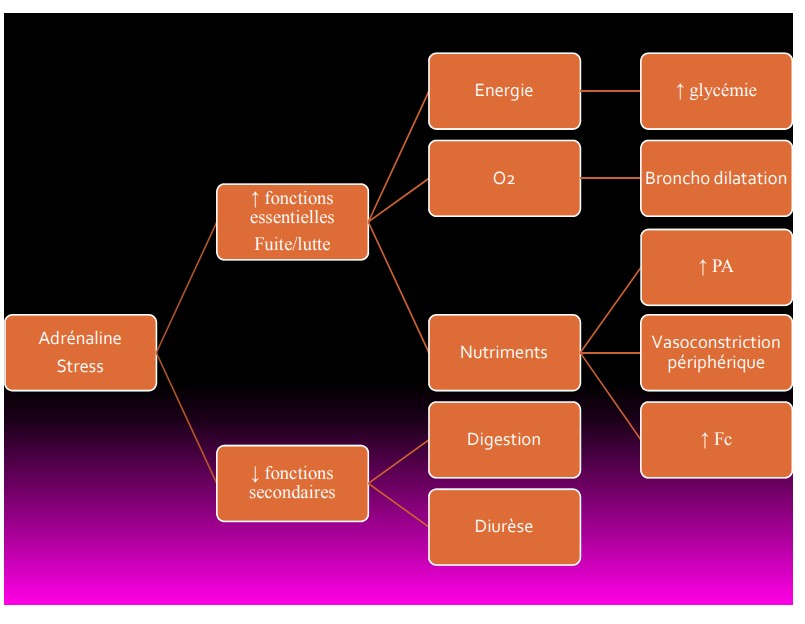 Adrénaline
Stress
↑ fonctions
essentielles
Fuite/lutte
Energie
↑ glycémie
O2
Broncho dilatation
Nutriments
↑ PA
Vasoconstriction
périphérique
↑ Fc
↓ fonctions
secondaires
Digestion
Diurèse